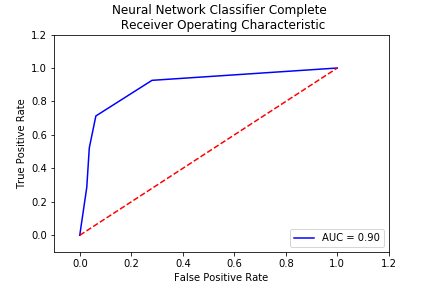 Neural Network Classifier Complete
Receiver Operating Characteristic
1.2
1.0
0.8
0.6
0.4
0.2
0.0
True Positive Rate
AUC = 0.90
0.0 0.2 0.4 0.6 0.8 1.0 1.2
False Positive Rate